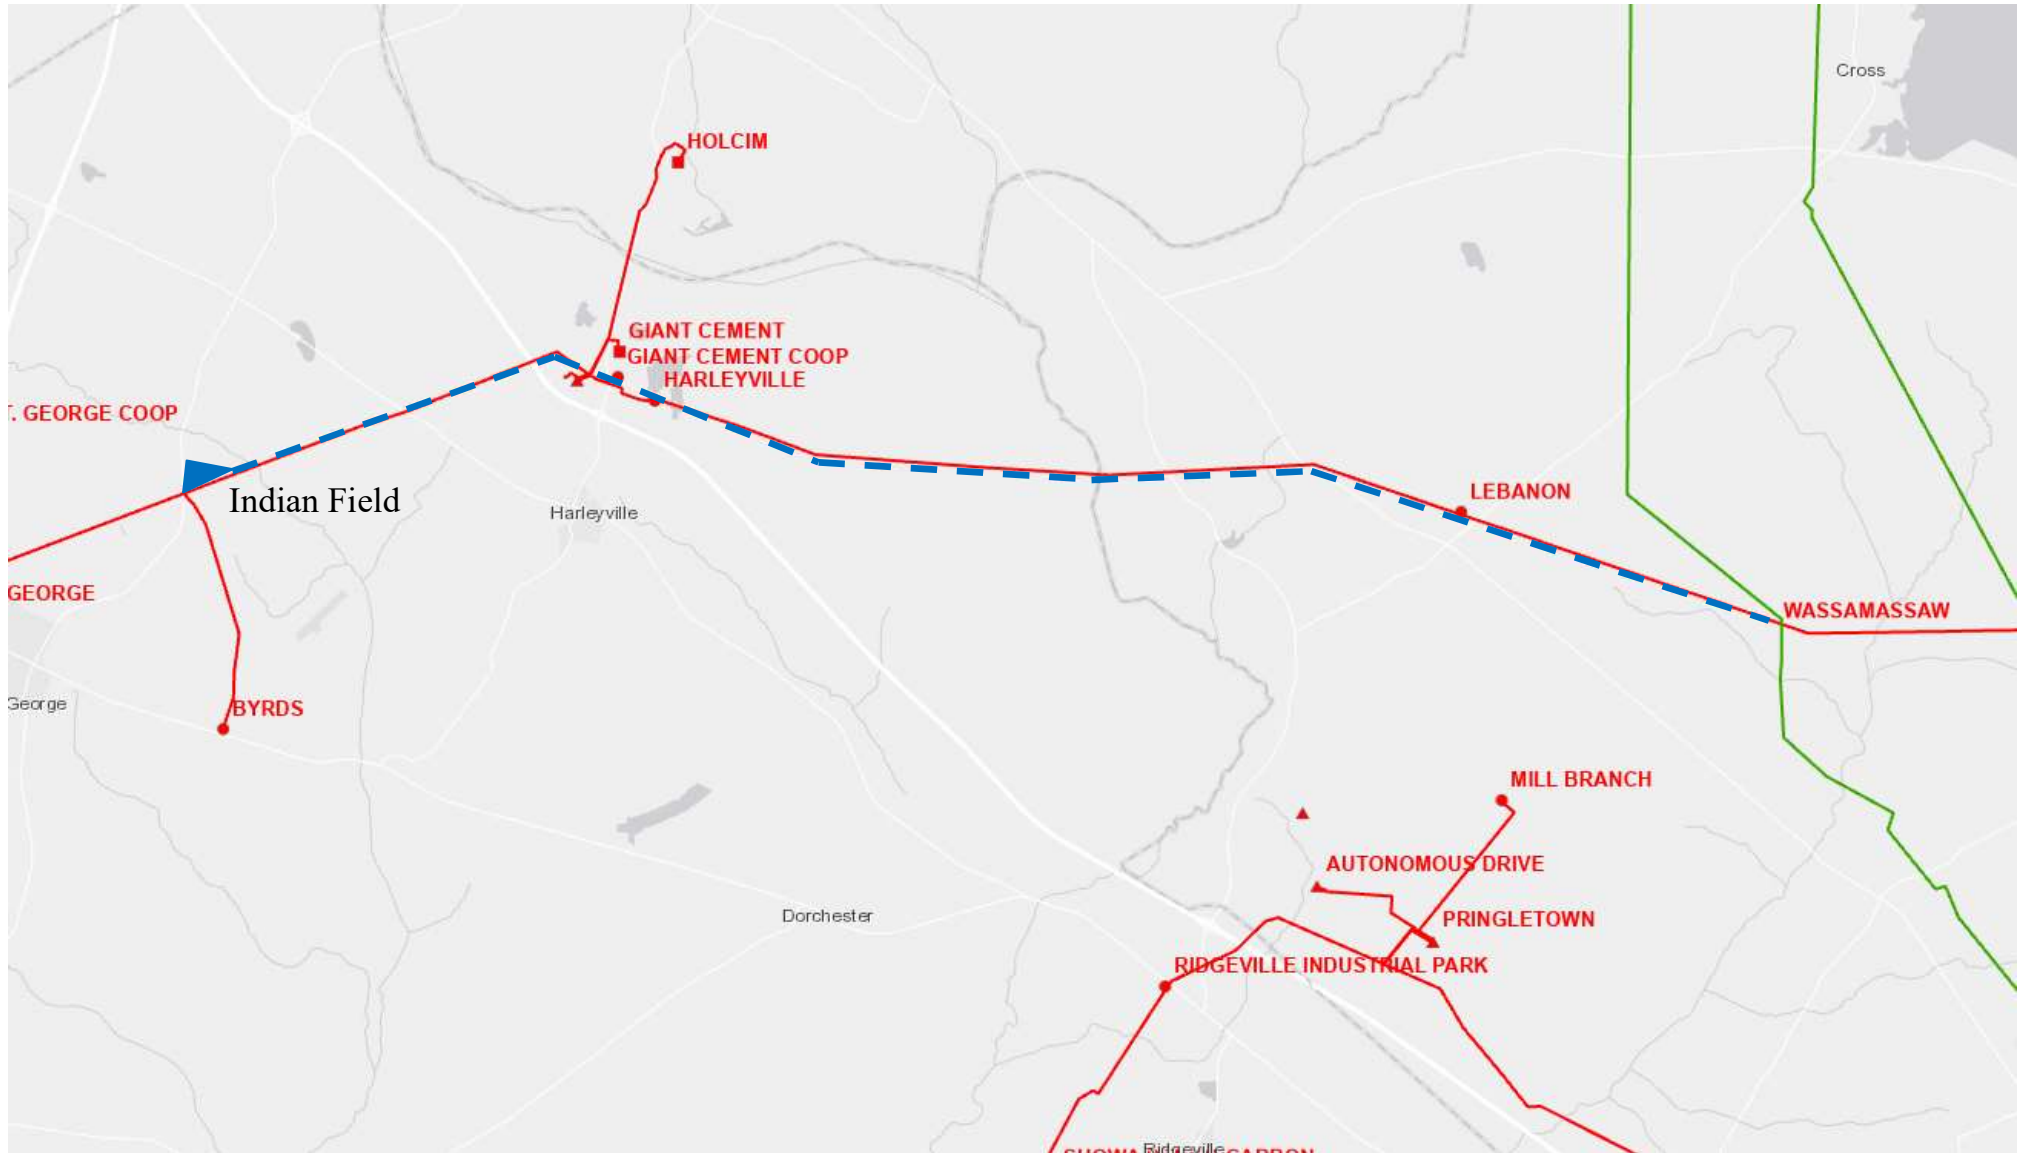 Cross
HOLCIM
GIANT CEMENT
GIANT CEMENT COOP
HARLEYVILLE
T. GEORGE COOP
Indian Field
Harleyville
LEBANON
GEORGE
WASSAMASSAW
George
BYRDS
MILL BRANCH
AUTONOMOUS DRIVE
Dorchester
PRINGLETOWN
RIDGEVILLE INDUSTRIAL PARK
Ridgeville